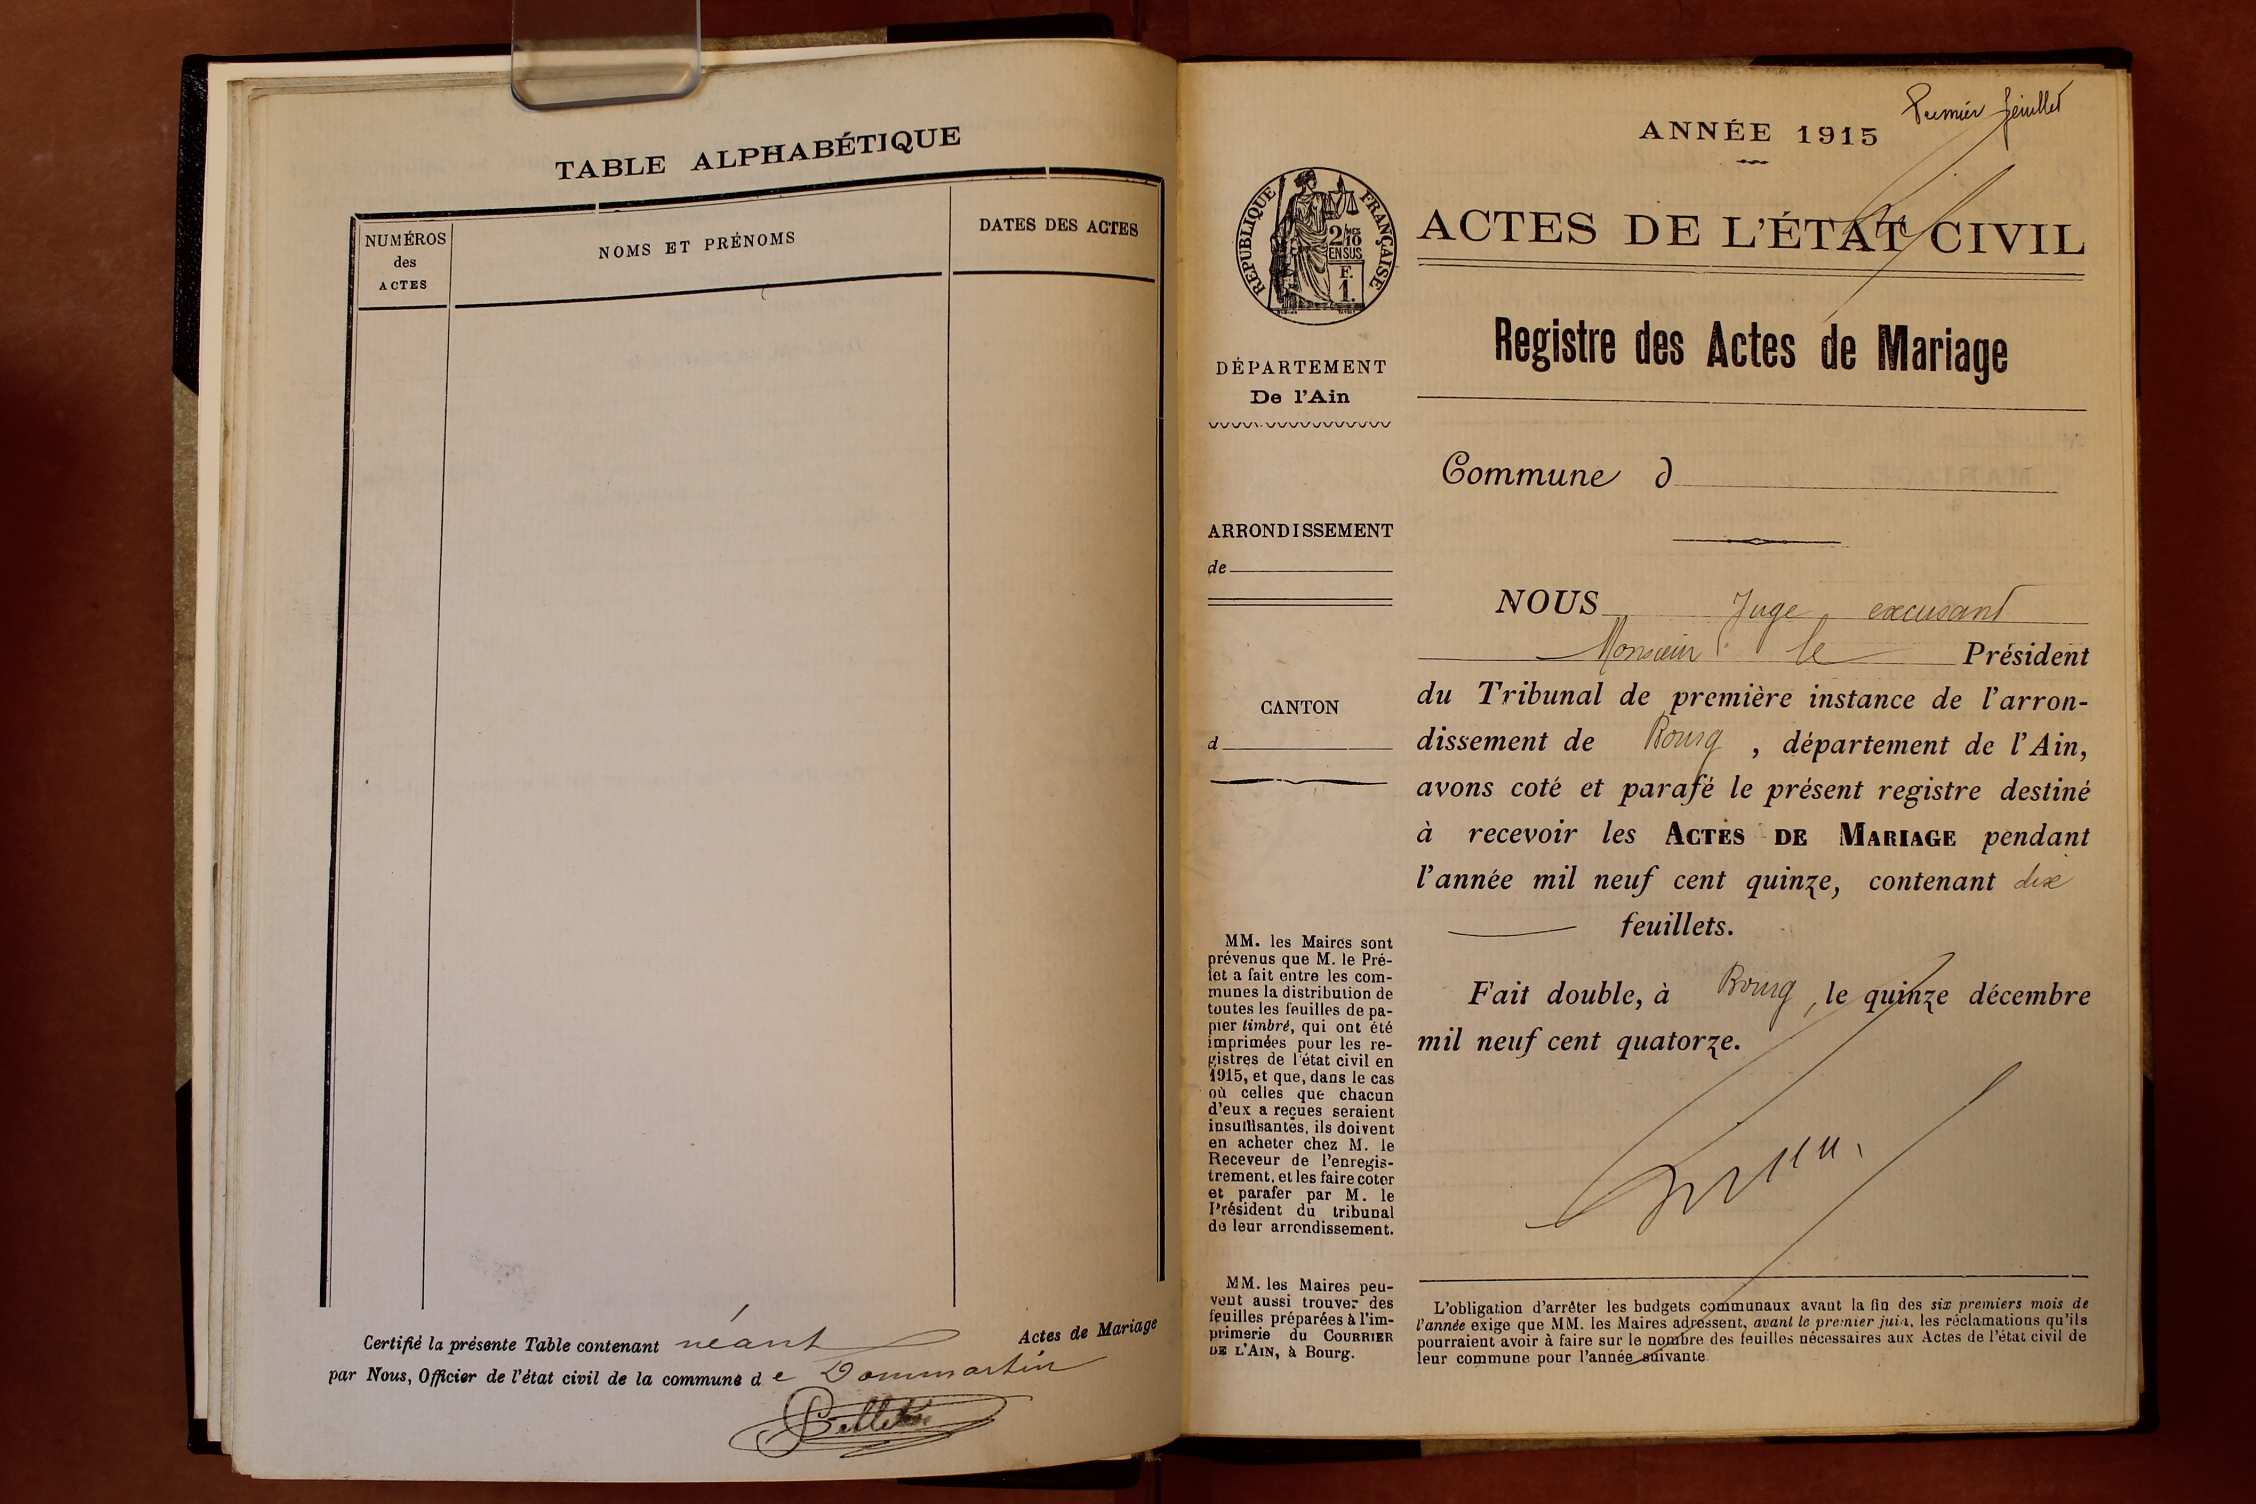 TABLE ALPHABÉTIQUE
NUMÉROS
des
ACTES
NOMS ET PRÉNOMS
DATES DES ACTES
Certifié la présente Table contenant néant Actes de Mariage
par Nous, Officier de l'état civil de la commune de Dommartin
Premier feuillet
ANNÉE 1915
RÉPUBLIQUE FRANÇAISE
2/10
EN SUS
F.
1.
ACTES DE L'ÉTAT CIVIL
Registre des Actes de Mariage
DÉPARTEMENT
De l'Ain
Commune d
ARRONDISSEMENT
de
CANTON
d
NOUS Juge excusant
Monsieur le Président
du Tribunal de première instance de l'arron-
dissement de Bourg, département de l'Ain,
avons coté et parafé le présent registre destiné
à recevoir les ACTES DE MARIAGE pendant
l'année mil neuf cent quinze, contenant dix
feuillets.
Fait double, à Bourg, le quinze décembre
mil neuf cent quatorze.
MM. les Maires sont
prévenus que M. le Pré-
fet a fait entre les com-
munes la distribution de
toutes les feuilles de pa-
pier timbré, qui ont été
imprimées pour les re-
gistres de l'état civil en
1915, et que, dans le cas
où celles que chacun
d'eux a reçues seraient
insuffisantes, ils doivent
en acheter chez M. le
Receveur de l'enregis-
trement, et les faire coter
et parafer par M. le
Président du tribunal
de leur arrondissement.
MM. les Maires peu-
vent aussi trouver des
feuilles préparées à l'im-
primerie du COURRIER
DE L'AIN, à Bourg.
L'obligation d'arrêter les budgets communaux avant la fin des six premiers mois de
l'année exige que MM. les Maires adressent, avant le premier juin, les réclamations qu'ils
pourraient avoir à faire sur le nombre des feuilles nécessaires aux Actes de l'état civil de
leur commune pour l'année suivante